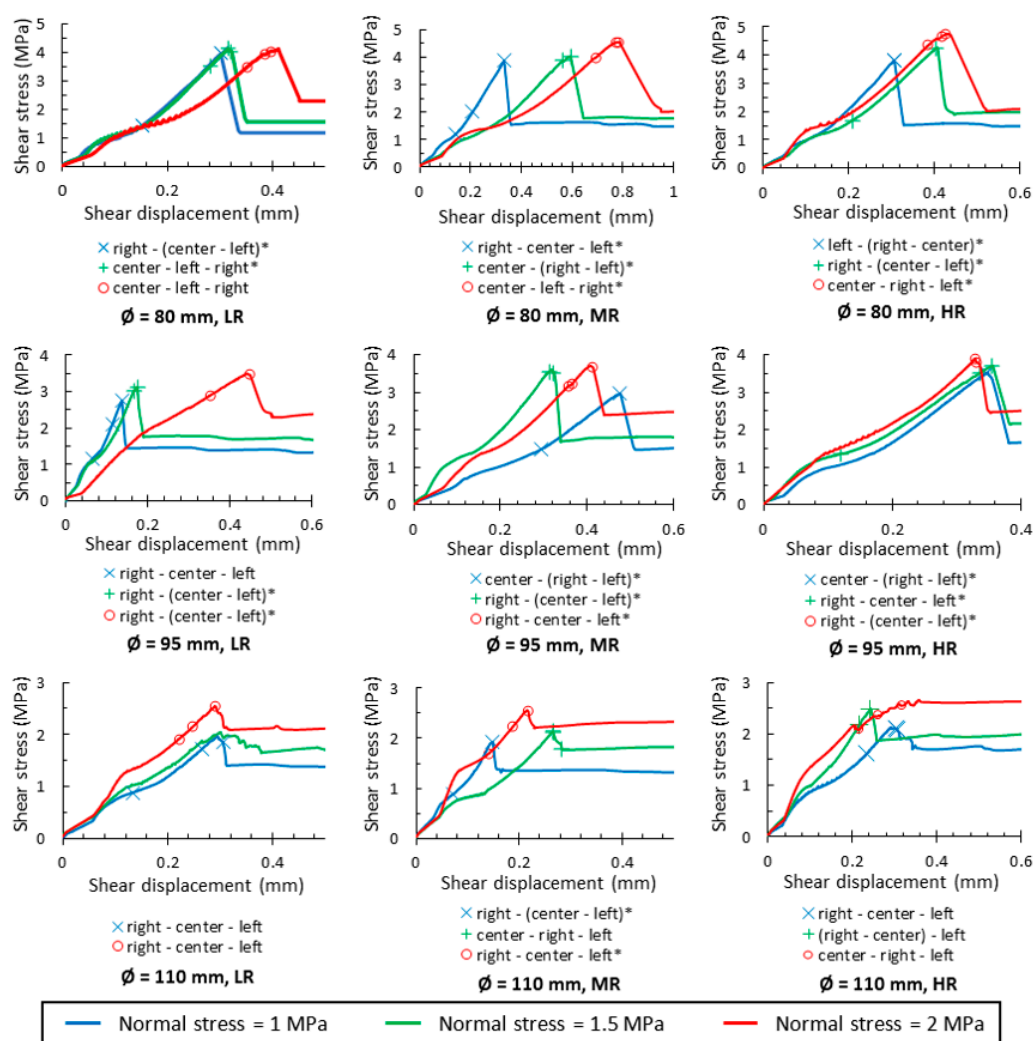 Shear stress (MPa)
5
4
3
2
1
0
0 0.2 0.4
Shear displacement (mm)
right - (center - left)*
center - left - right*
center - left - right
Ø = 80 mm, LR
Shear stress (MPa)
5
4
3
2
1
0
0 0.2 0.4 0.6 0.8 1
Shear displacement (mm)
right - center - left*
center - (right - left)*
center - left - right*
Ø = 80 mm, MR
Shear stress (MPa)
5
4
3
2
1
0
0 0.2 0.4 0.6
Shear displacement (mm)
left - (right - center)*
right - (center - left)*
center - right - left*
Ø = 80 mm, HR
Shear stress (MPa)
4
3
2
1
0
0 0.2 0.4 0.6
Shear displacement (mm)
right - center - left
right - (center - left)*
right - (center - left)*
Ø = 95 mm, LR
Shear stress (MPa)
4
3
2
1
0
0 0.2 0.4 0.6
Shear displacement (mm)
center - (right - left)*
right - (center - left)*
right - center - left*
Ø = 95 mm, MR
Shear stress (MPa)
4
3
2
1
0
0 0.2 0.4
Shear displacement (mm)
center - (right - left)*
right - center - left*
right - (center - left)*
Ø = 95 mm, HR
Shear stress (MPa)
3
2
1
0
0 0.2 0.4
Shear displacement (mm)
right - center - left
right - center - left
Ø = 110 mm, LR
Shear stress (MPa)
3
2
1
0
0 0.2 0.4
Shear displacement (mm)
right - (center - left)*
center - right - left
right - center - left*
Ø = 110 mm, MR
Shear stress (MPa)
3
2
1
0
0 0.2 0.4 0.6
Shear displacement (mm)
right - center - left
(right - center) - left
center - right - left
Ø = 110 mm, HR
Normal stress = 1 MPa Normal stress = 1.5 MPa Normal stress = 2 MPa